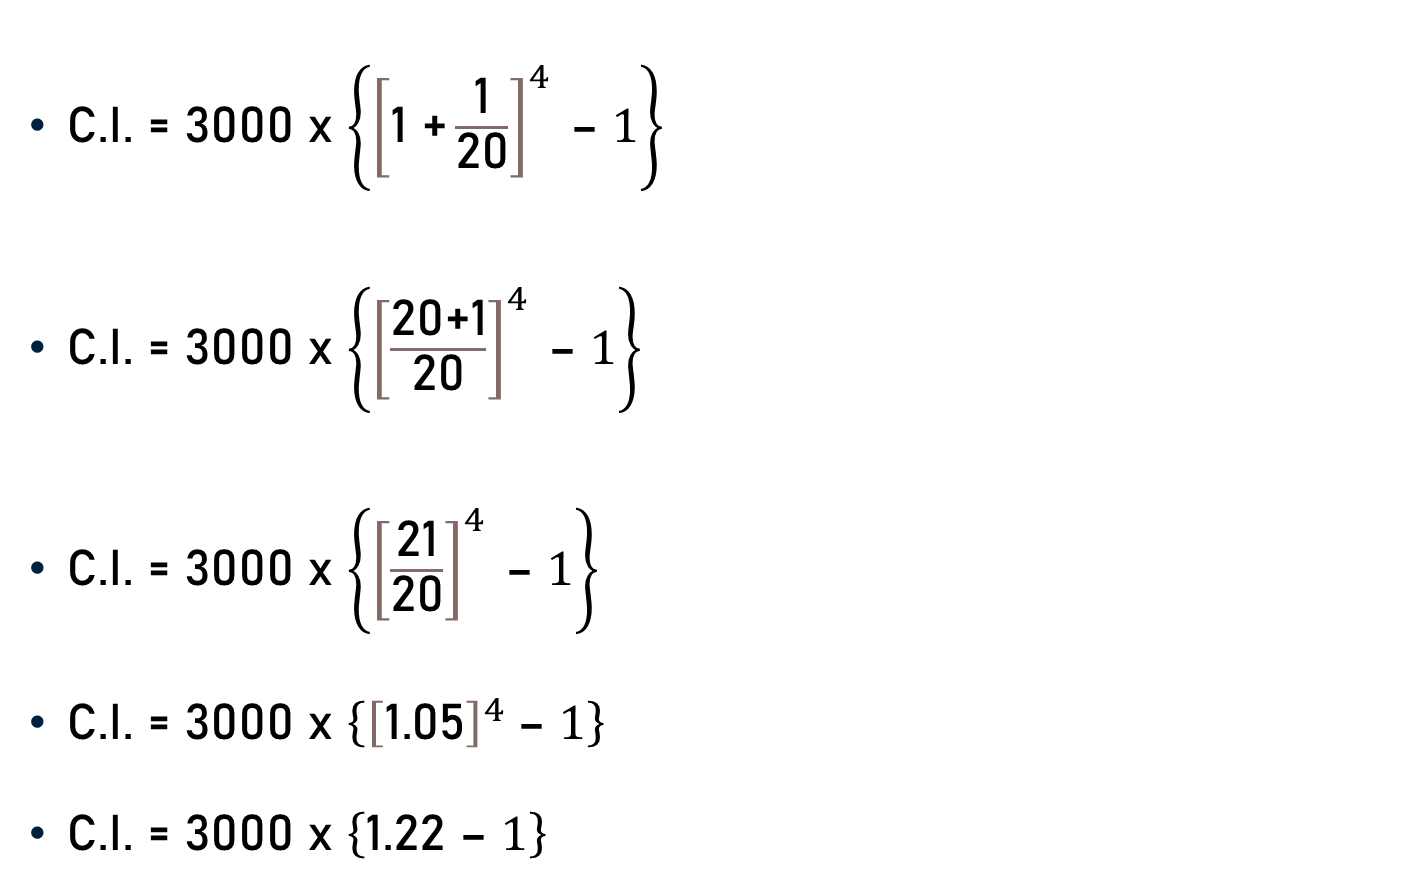 • C.I. = 3000 x {[1 + 1/20]⁴ – 1}
• C.I. = 3000 x {[20+1/20]⁴ – 1}
• C.I. = 3000 x {[21/20]⁴ – 1}
• C.I. = 3000 x {[1.05]⁴ – 1}
• C.I. = 3000 x {1.22 – 1}